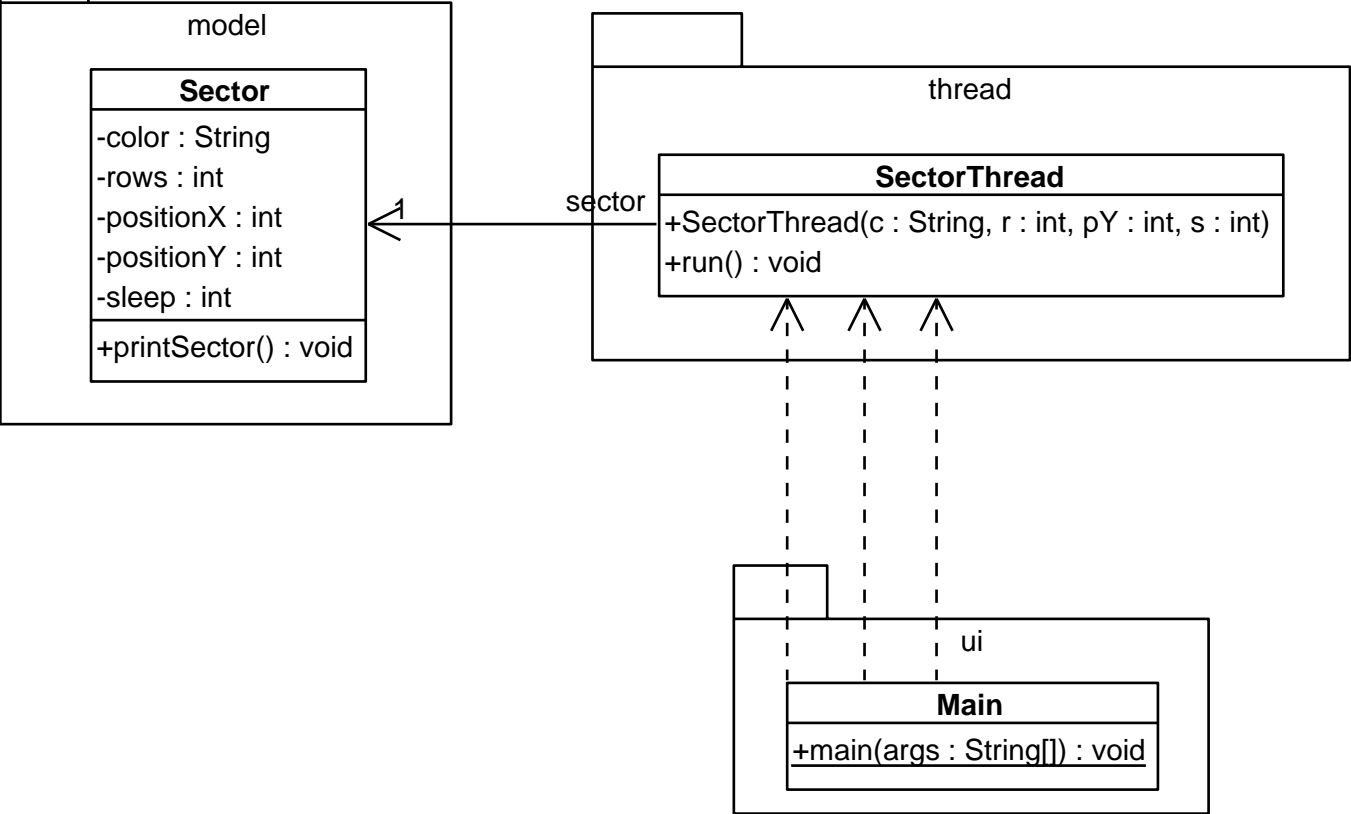 model
Sector
-color : String
-rows : int
-positionX : int
-positionY : int
-sleep : int
+printSector() : void
1
sector
thread
SectorThread
+SectorThread(c : String, r : int, pY : int, s : int)
+run() : void
ui
Main
+main(args : String[]) : void